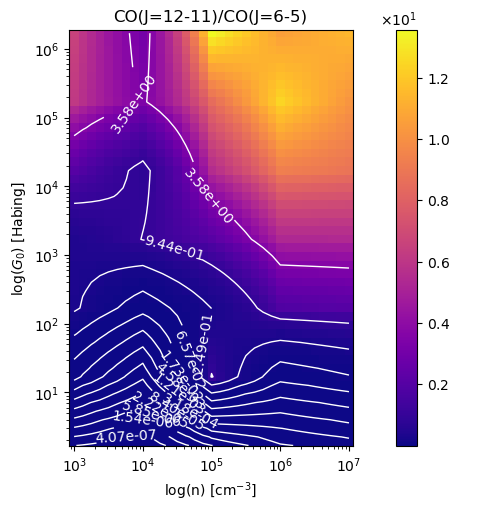 CO(J=12-11)/CO(J=6-5)
×10¹
10⁶
10⁵
10⁴
10³
10²
10¹
log(G₀) [Habing]
3.58e+00
3.58e+00
9.44e-01
2.49e-01
6.57e-02
1.54e-06
4.07e-07
10³
10⁴
10⁵
10⁶
10⁷
log(n) [cm⁻³]
1.2
1.0
0.8
0.6
0.4
0.2